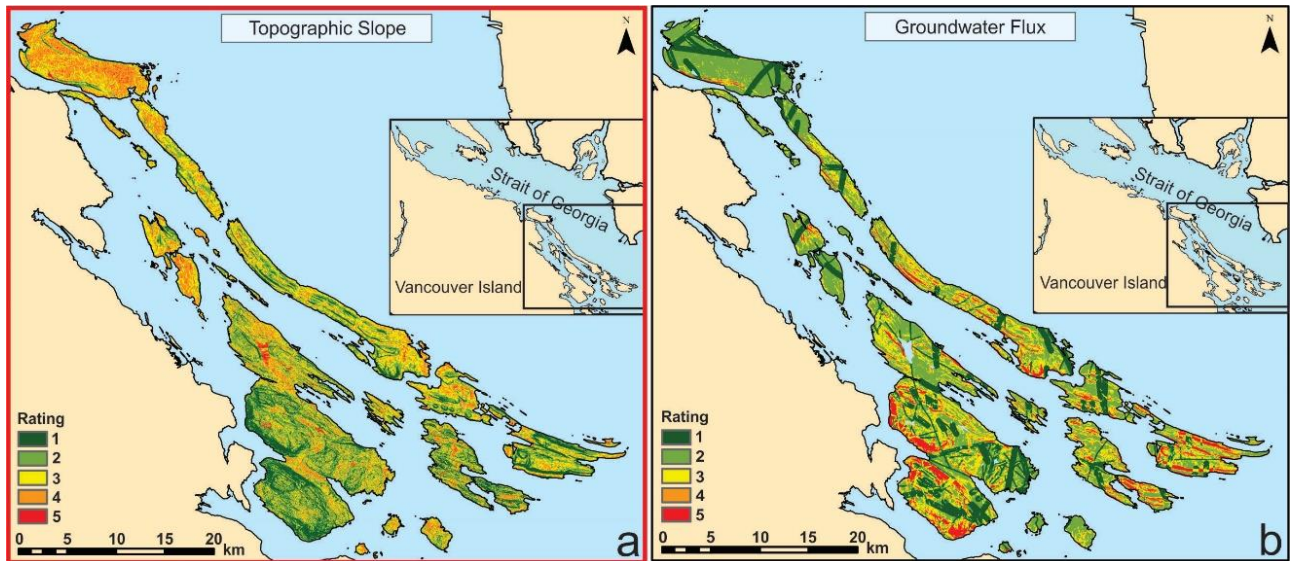 Topographic Slope
N
Strait of Georgia
Vancouver Island
Rating
1
2
3
4
5
0 5 10 15 20
km
a
Groundwater Flux
N
Strait of Georgia
Vancouver Island
Rating
1
2
3
4
5
0 5 10 15 20
km
b